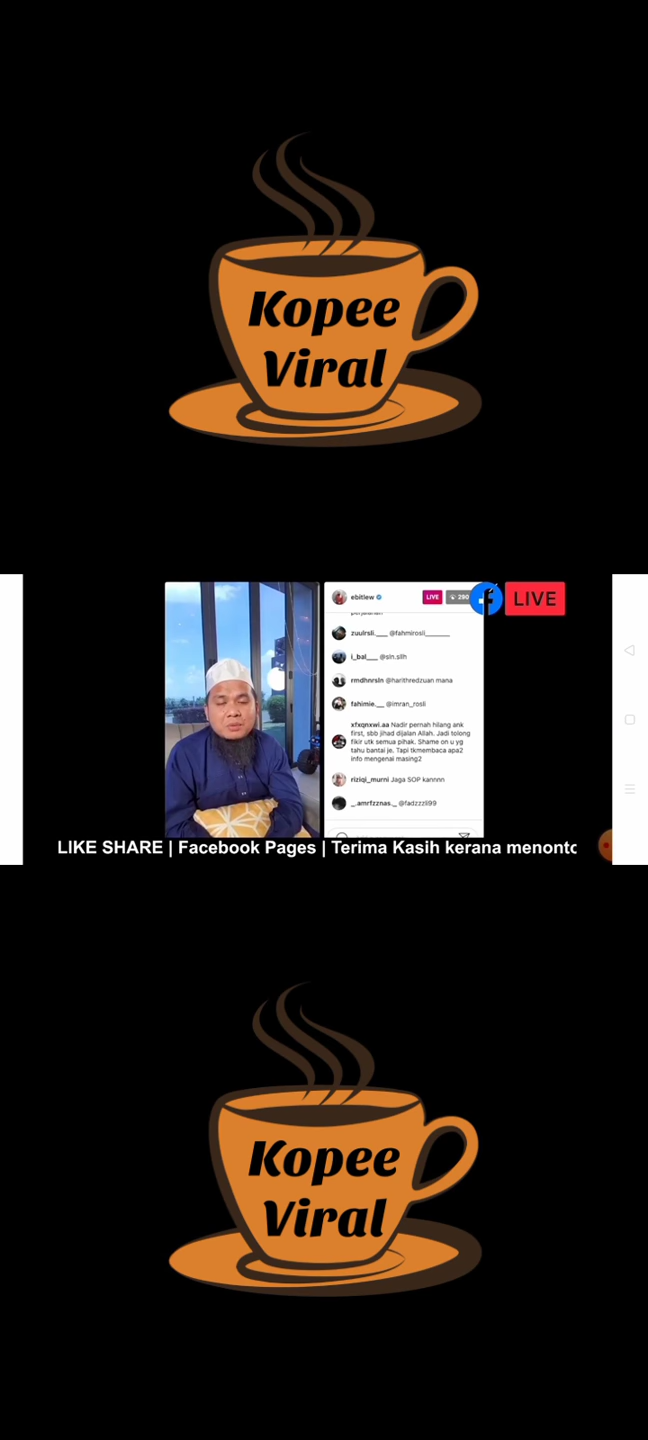 Kopee
Viral
ebitlew
LIVE
290
LIVE
zuulrsli.___ @fahmirosli_______
i_bal___ @sln.sllh
rmdhnrsln @harithredzuan mana
fahimie.__ @imran_rosli
xfxqnxwi.aa Nadir pernah hilang ank
first, sbb jihad dijalan Allah. Jadi tolong
fikir utk semua pihak. Shame on u yg
tahu bantai je. Tapi tkmembaca apa2
info mengenai masing2
riziqi_murni Jaga SOP kannnn
_.amrfzznas._ @fadzzzli99
LIKE SHARE | Facebook Pages | Terima Kasih kerana menontc
Kopee
Viral